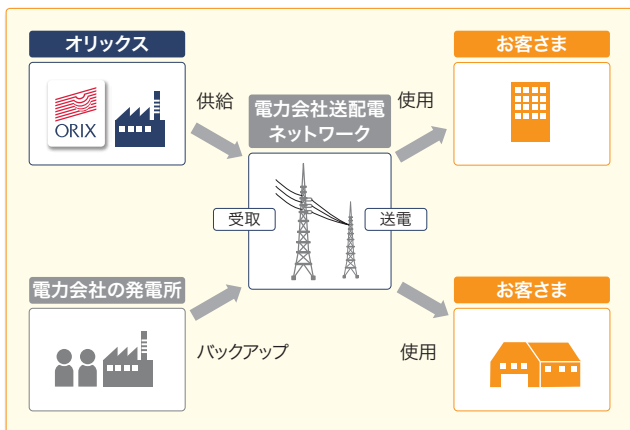 オリックス
ORIX
供給
電力会社送配電
ネットワーク
使用
お客さま
受取
送電
電力会社の発電所
バックアップ
使用
お客さま